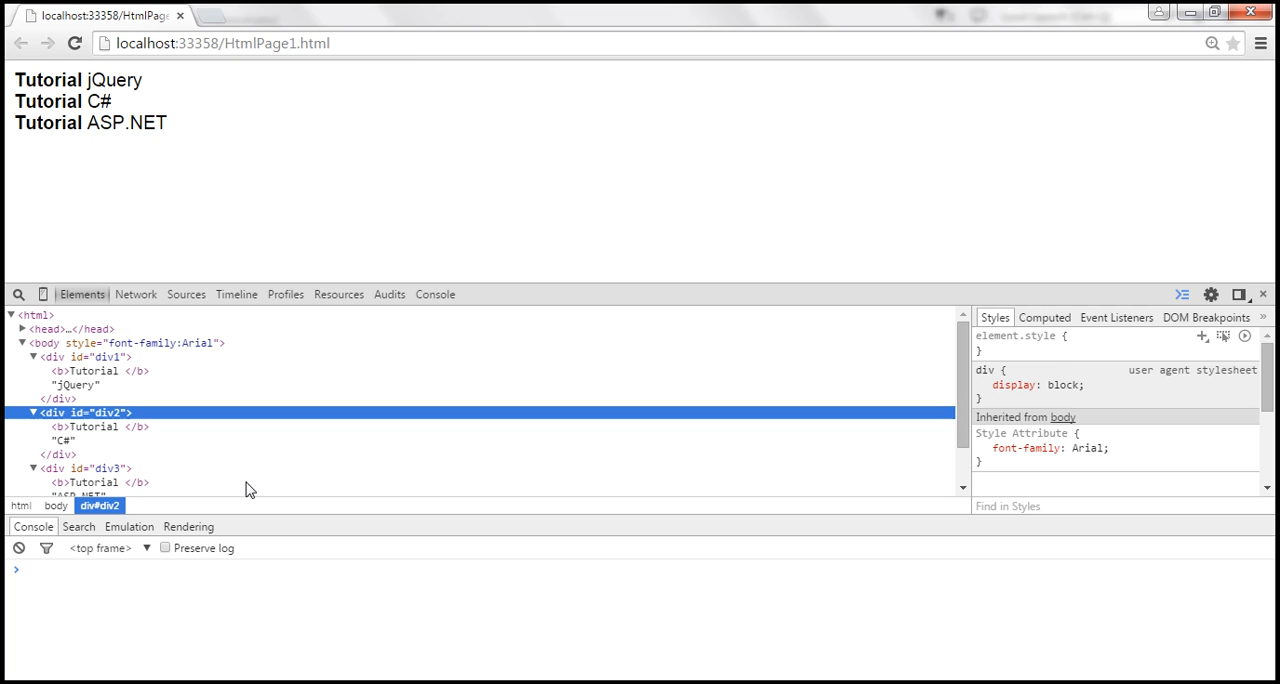 localhost:33358/HtmlPage
localhost:33358/HtmlPage1.html
Tutorial jQuery
Tutorial C#
Tutorial ASP.NET
Elements Network Sources Timeline Profiles Resources Audits Console
▼<html>
▶<head>…</head>
▼<body style="font-family:Arial">
▼<div id="div1">
<b>Tutorial </b>
"jQuery"
</div>
▼<div id="div2">
<b>Tutorial </b>
"C#"
</div>
▼<div id="div3">
<b>Tutorial </b>
"ASP.NET"
html body div#div2
Styles Computed Event Listeners DOM Breakpoints »
element.style {
}
div { user agent stylesheet
display: block;
}
Inherited from body
Style Attribute {
font-family: Arial;
}
Find in Styles
Console Search Emulation Rendering
<top frame> ▼ Preserve log
>